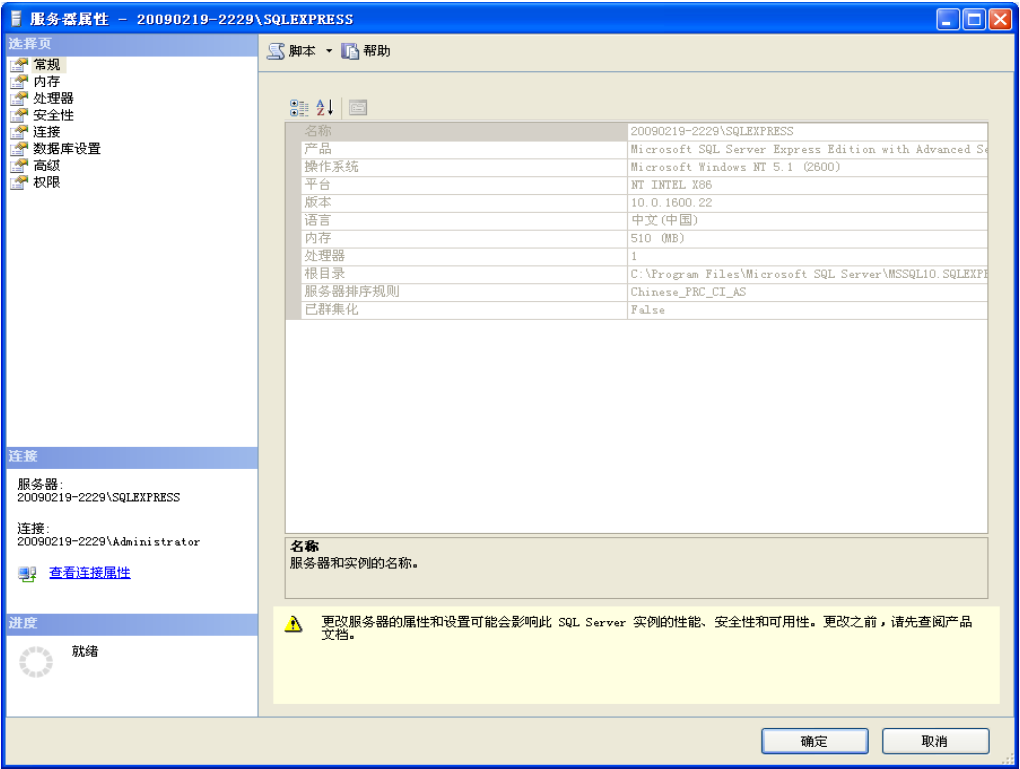 服务器属性 - 20090219-2229\SQLEXPRESS
选择页
常规
内存
处理器
安全性
连接
数据库设置
高级
权限
脚本 帮助
名称 20090219-2229\SQLEXPRESS
产品 Microsoft SQL Server Express Edition with Advanced Se
操作系统 Microsoft Windows NT 5.1 (2600)
平台 NT INTEL X86
版本 10.0.1600.22
语言 中文(中国)
内存 510 (MB)
处理器 1
根目录 C:\Program Files\Microsoft SQL Server\MSSQL10.SQLEXPR
服务器排序规则 Chinese_PRC_CI_AS
已群集化 False
连接
服务器:
20090219-2229\SQLEXPRESS
连接:
20090219-2229\Administrator
查看连接属性
名称
服务器和实例的名称。
进度
就绪
更改服务器的属性和设置可能会影响此 SQL Server 实例的性能、安全性和可用性。更改之前,请先查阅产品
文档。
确定 取消